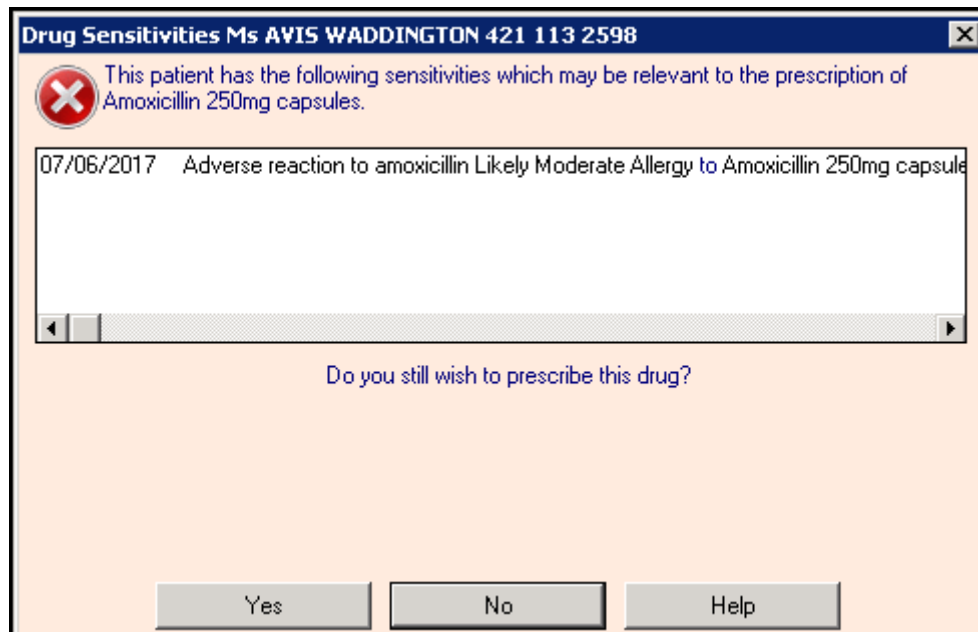 Drug Sensitivities Ms AVIS WADDINGTON 421 113 2598
This patient has the following sensitivities which may be relevant to the prescription of
Amoxicillin 250mg capsules.
07/06/2017 Adverse reaction to amoxicillin Likely Moderate Allergy to Amoxicillin 250mg capsule
Do you still wish to prescribe this drug?
Yes No Help